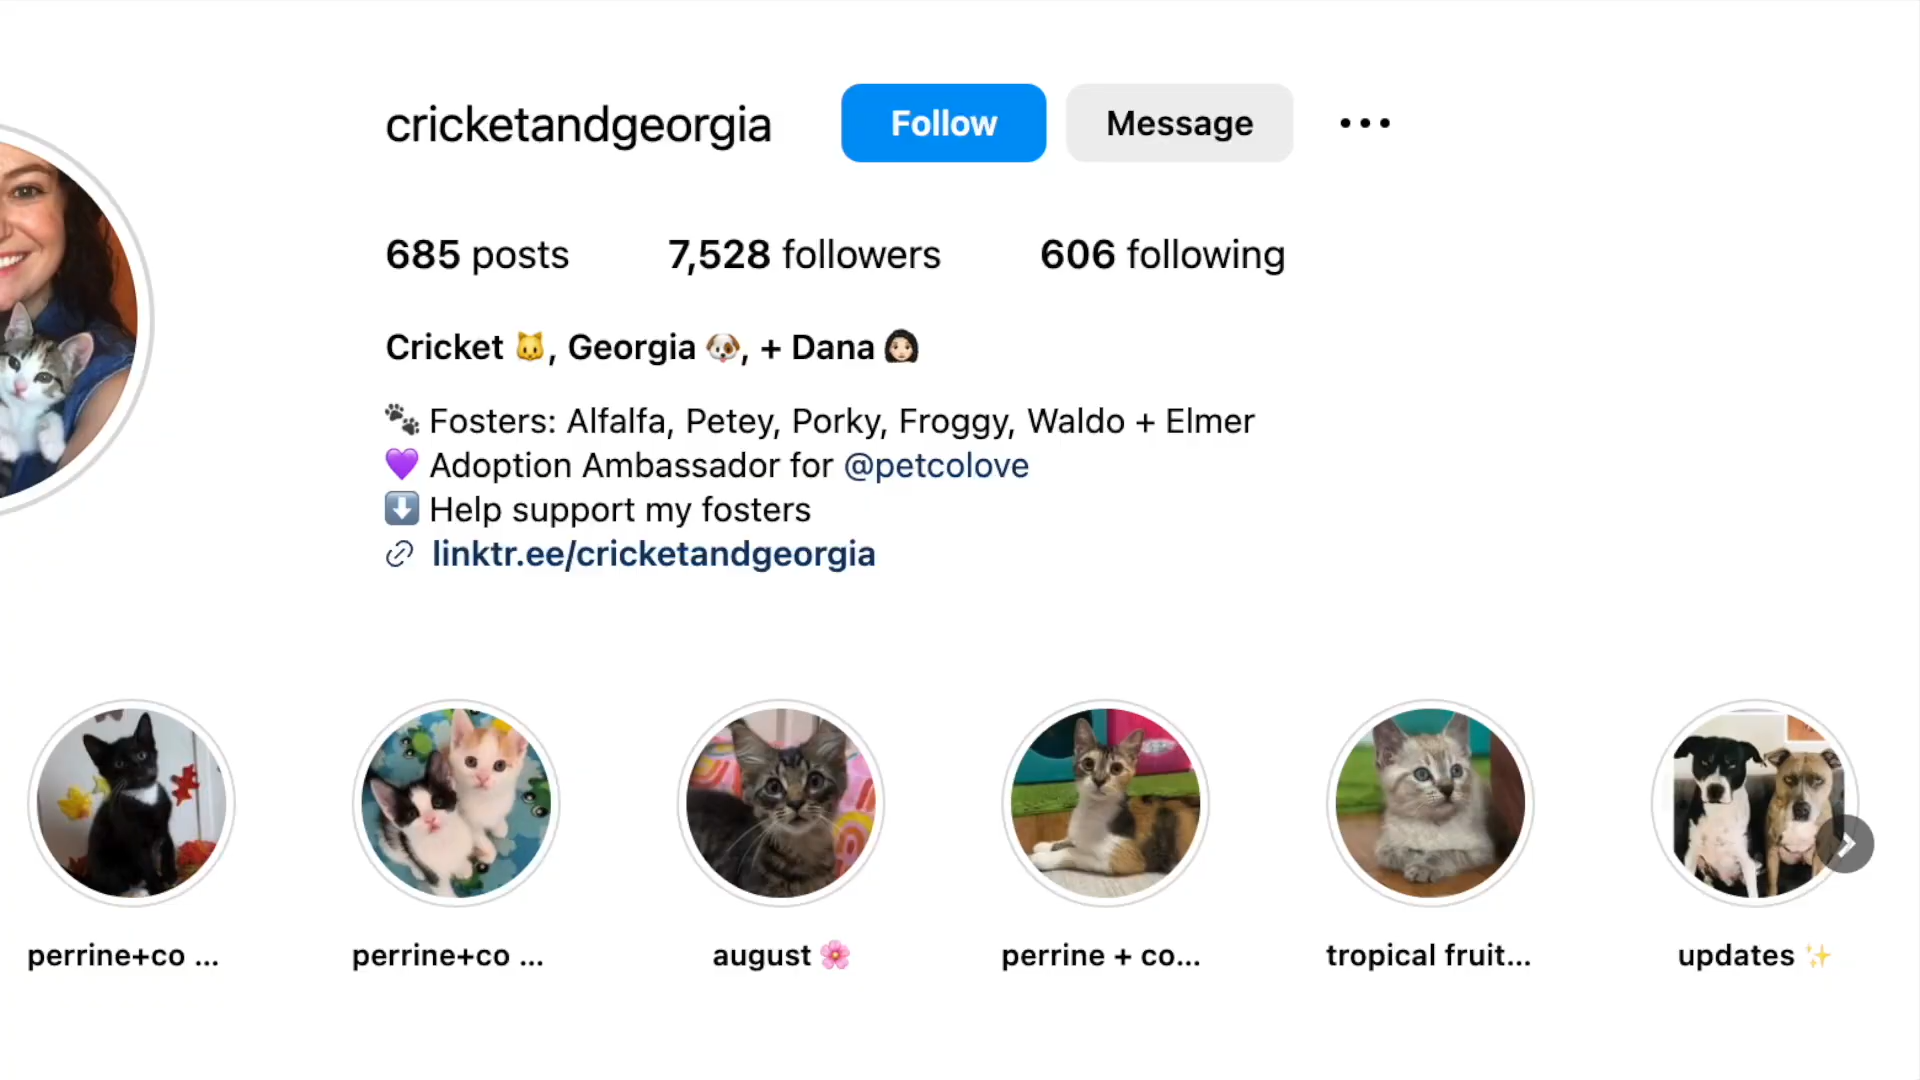 cricketandgeorgia Follow Message
685 posts 7,528 followers 606 following
Cricket 🐱, Georgia 🐶, + Dana 👩🏻
🐾 Fosters: Alfalfa, Petey, Porky, Froggy, Waldo + Elmer
💜 Adoption Ambassador for @petcolove
⬇️ Help support my fosters
linktr.ee/cricketandgeorgia
perrine+co ... perrine+co ... august 🌸 perrine + co... tropical fruit... updates ✨